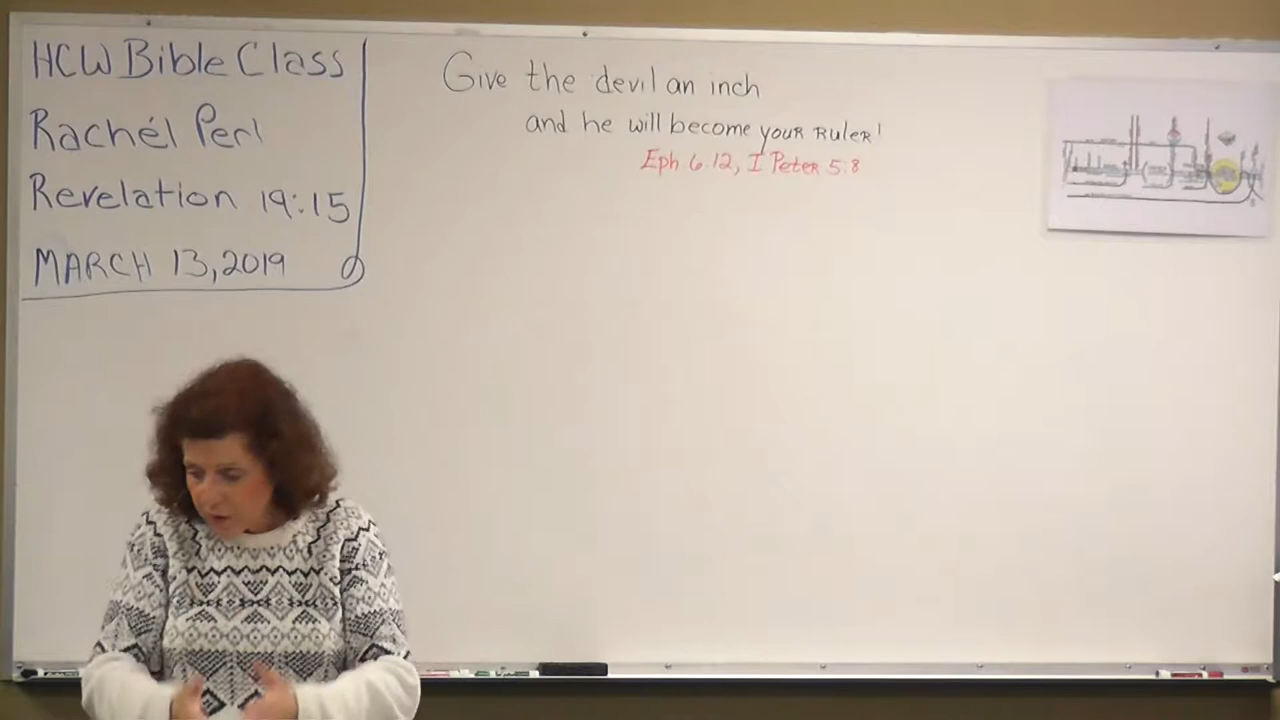 HCW Bible Class
Rachél Perl
Revelation 19:15
MARCH 13, 2019
Give the devil an inch
and he will become your RuleR!
Eph 6:12, I Peter 5:8